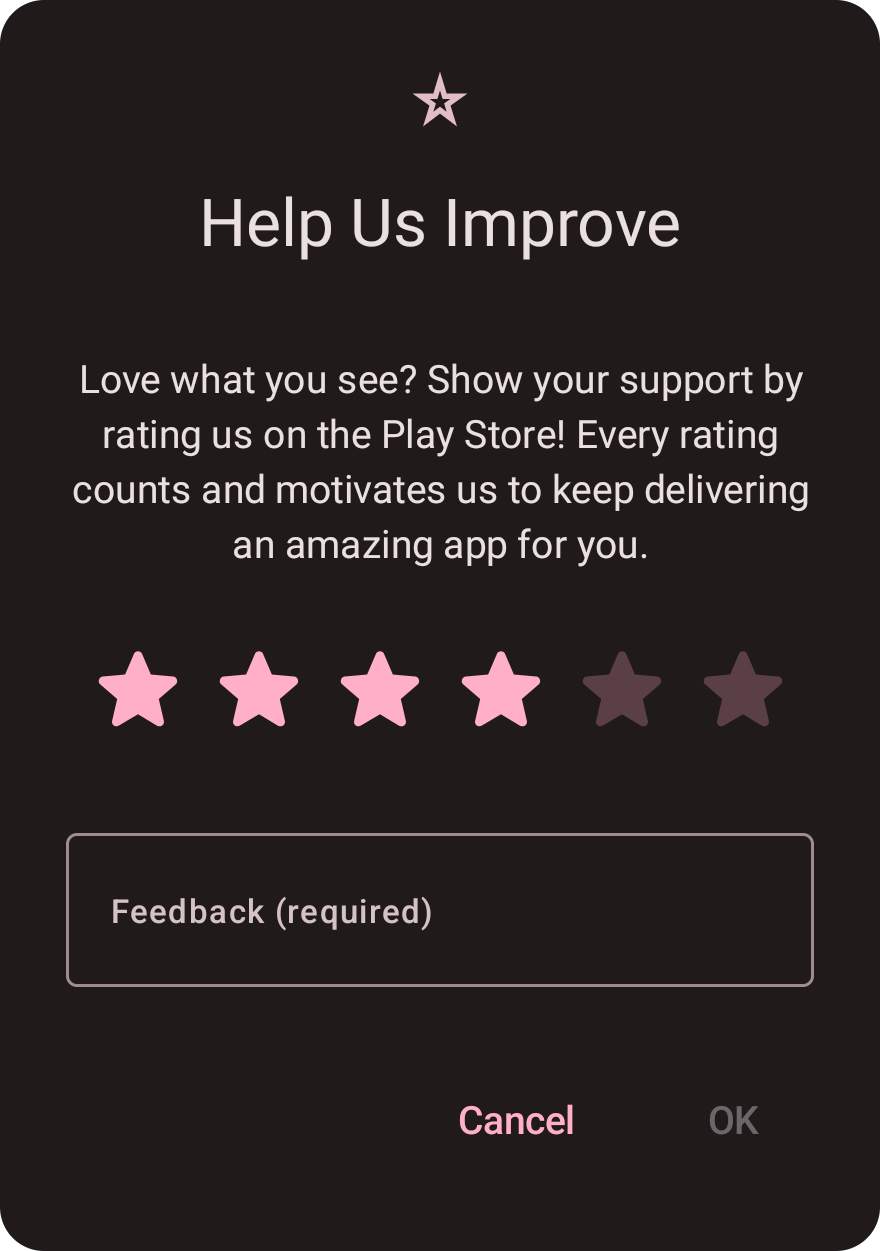 Help Us Improve
Love what you see? Show your support by
rating us on the Play Store! Every rating
counts and motivates us to keep delivering
an amazing app for you.
Feedback (required)
Cancel OK